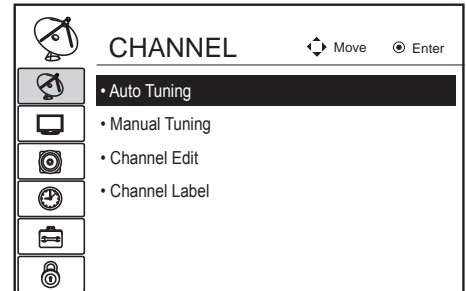 CHANNEL Move Enter
• Auto Tuning
• Manual Tuning
• Channel Edit
• Channel Label